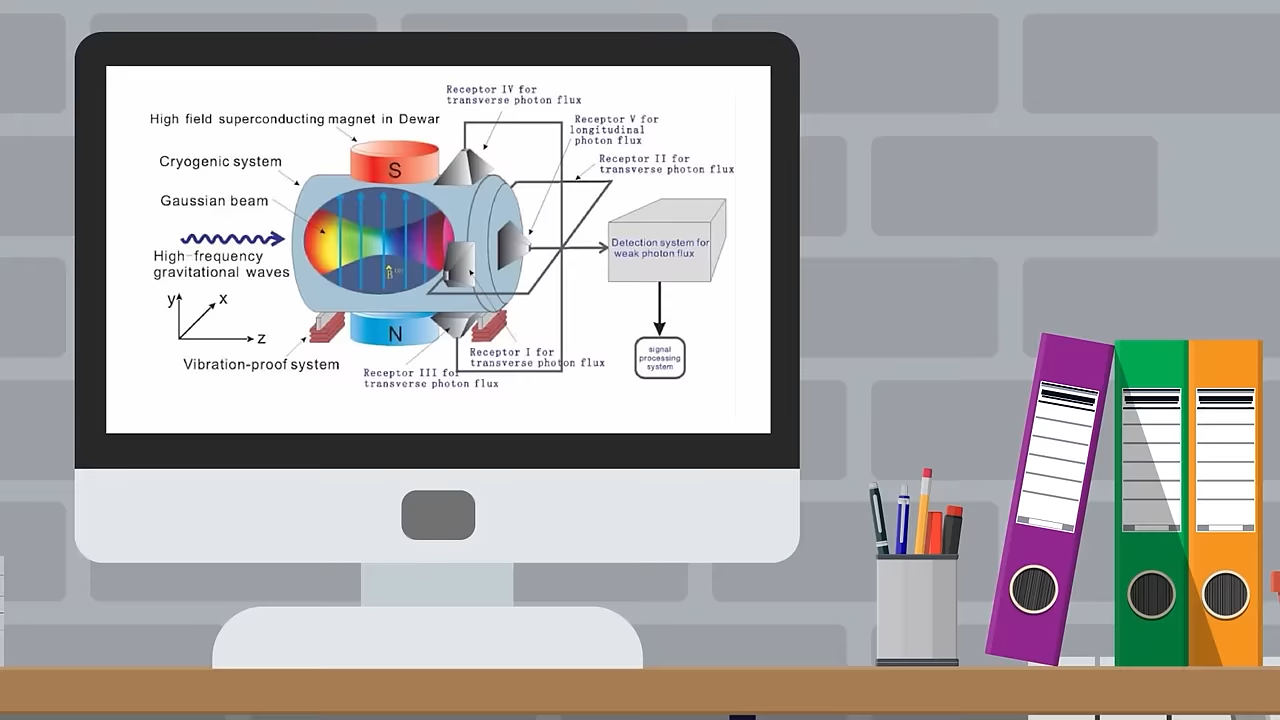 Receptor IV for
transverse photon flux
High field superconducting magnet in Dewar
Receptor V for
longitudinal
photon flux
Cryogenic system
S
Receptor II for
transverse photon flux
Gaussian beam
High-frequency
gravitational waves
Detection system for
weak photon flux
y
x
z
N
Vibration-proof system
Receptor I for
transverse photon flux
Receptor III for
transverse photon flux
signal
processing
system